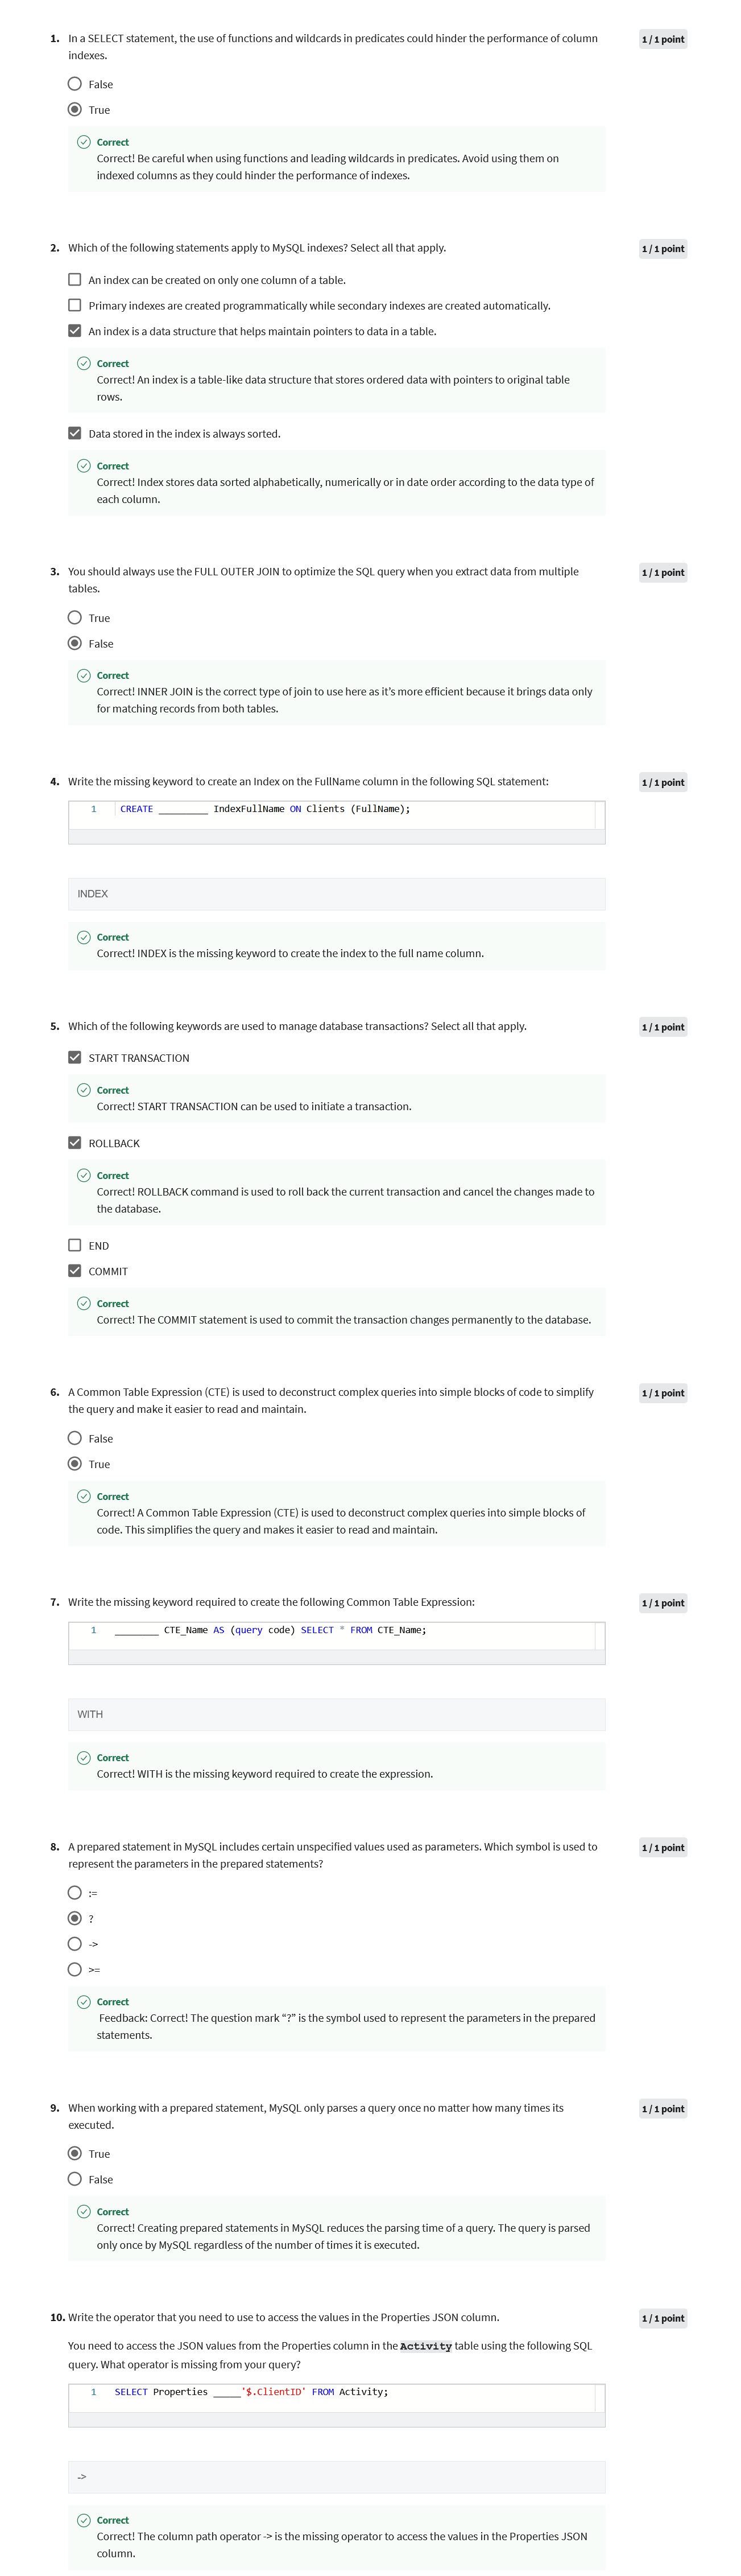 1. In a SELECT statement, the use of functions and wildcards in predicates could hinder the performance of column
indexes.
1 / 1 point
False
True
Correct
Correct! Be careful when using functions and leading wildcards in predicates. Avoid using them on
indexed columns as they could hinder the performance of indexes.
2. Which of the following statements apply to MySQL indexes? Select all that apply.
1 / 1 point
An index can be created on only one column of a table.
Primary indexes are created programmatically while secondary indexes are created automatically.
An index is a data structure that helps maintain pointers to data in a table.
Correct
Correct! An index is a table-like data structure that stores ordered data with pointers to original table
rows.
Data stored in the index is always sorted.
Correct
Correct! Index stores data sorted alphabetically, numerically or in date order according to the data type of
each column.
3. You should always use the FULL OUTER JOIN to optimize the SQL query when you extract data from multiple
tables.
1 / 1 point
True
False
Correct
Correct! INNER JOIN is the correct type of join to use here as it's more efficient because it brings data only
for matching records from both tables.
4. Write the missing keyword to create an Index on the FullName column in the following SQL statement:
1 / 1 point
1 CREATE _________ IndexFullName ON Clients (FullName);
INDEX
Correct
Correct! INDEX is the missing keyword to create the index to the full name column.
5. Which of the following keywords are used to manage database transactions? Select all that apply.
1 / 1 point
START TRANSACTION
Correct
Correct! START TRANSACTION can be used to initiate a transaction.
ROLLBACK
Correct
Correct! ROLLBACK command is used to roll back the current transaction and cancel the changes made to
the database.
END
COMMIT
Correct
Correct! The COMMIT statement is used to commit the transaction changes permanently to the database.
6. A Common Table Expression (CTE) is used to deconstruct complex queries into simple blocks of code to simplify
the query and make it easier to read and maintain.
1 / 1 point
False
True
Correct
Correct! A Common Table Expression (CTE) is used to deconstruct complex queries into simple blocks of
code. This simplifies the query and makes it easier to read and maintain.
7. Write the missing keyword required to create the following Common Table Expression:
1 / 1 point
1 ________ CTE_Name AS (query code) SELECT * FROM CTE_Name;
WITH
Correct
Correct! WITH is the missing keyword required to create the expression.
8. A prepared statement in MySQL includes certain unspecified values used as parameters. Which symbol is used to
represent the parameters in the prepared statements?
1 / 1 point
:=
?
->
>=
Correct
Feedback: Correct! The question mark “?” is the symbol used to represent the parameters in the prepared
statements.
9. When working with a prepared statement, MySQL only parses a query once no matter how many times its
executed.
1 / 1 point
True
False
Correct
Correct! Creating prepared statements in MySQL reduces the parsing time of a query. The query is parsed
only once by MySQL regardless of the number of times it is executed.
10. Write the operator that you need to use to access the values in the Properties JSON column.
1 / 1 point
You need to access the JSON values from the Properties column in the Activity table using the following SQL
query. What operator is missing from your query?
1 SELECT Properties _____'$.ClientID' FROM Activity;
->
Correct
Correct! The column path operator -> is the missing operator to access the values in the Properties JSON
column.